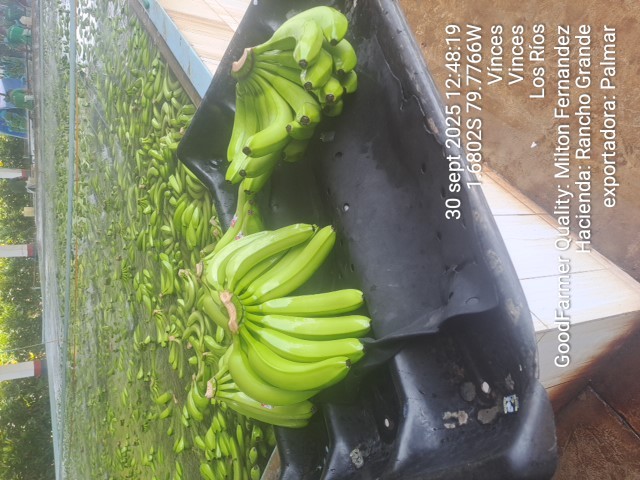 30 sept 2025 12:48:19
1.6802S 79.7766W
Vínces
Vinces
Los Ríos
GoodFarmer Quality: Milton Fernandez
Hacienda: Rancho Grande
exportadora: Palmar